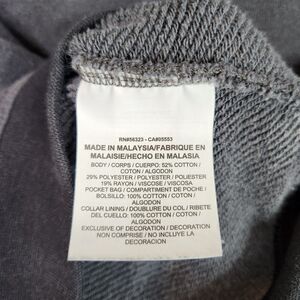 RN#56323 - CA#05553
MADE IN MALAYSIA/FABRIQUE EN
MALAISIE/HECHO EN MALASIA
BODY / CORPS / CUERPO: 52% COTTON /
COTON / ALGODON
29% POLYESTER / POLYESTER / POLIESTER
19% RAYON / VISCOSE / VISCOSA
POCKET BAG / COMPARTIMENT DE POCHE /
BOLSILLO: 100% COTTON / COTON /
ALGODON
COLLAR LINING / DOUBLURE DU COL / RIBETE
DEL CUELLO: 100% COTTON / COTON /
ALGODON
EXCLUSIVE OF DECORATION / DECORATION
NON COMPRISE / NO INCLUYE LA
DECORACION